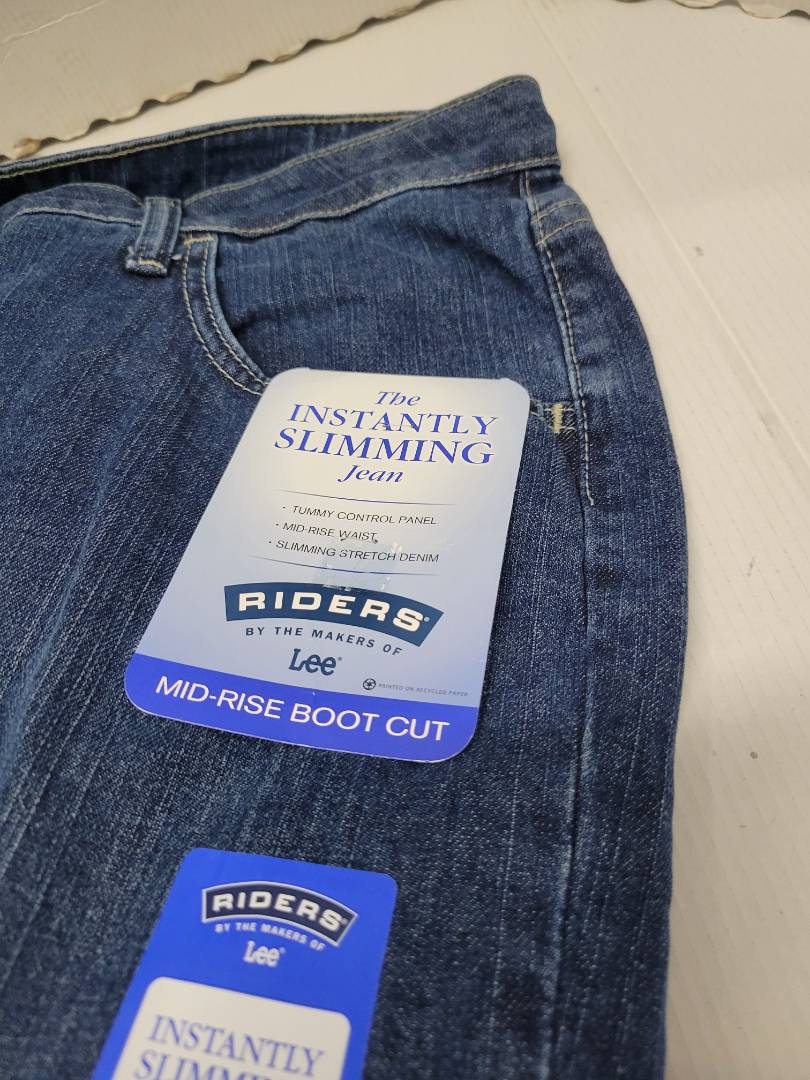 The
INSTANTLY
SLIMMING
Jean
· TUMMY CONTROL PANEL
· MID-RISE WAIST
· SLIMMING STRETCH DENIM
RIDERS®
BY THE MAKERS OF
Lee®
PRINTED ON RECYCLED PAPER
MID-RISE BOOT CUT
RIDERS®
BY THE MAKERS OF
Lee®
INSTANTLY